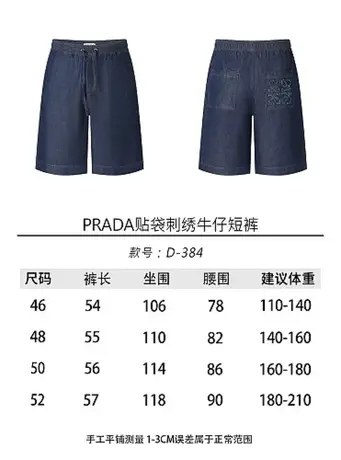 PRADA贴袋刺绣牛仔短裤
款号：D-384
尺码 裤长 坐围 腰围 建议体重
46 54 106 78 110-140
48 55 110 82 140-160
50 56 114 86 160-180
52 57 118 90 180-210
手工平铺测量 1-3CM误差属于正常范围